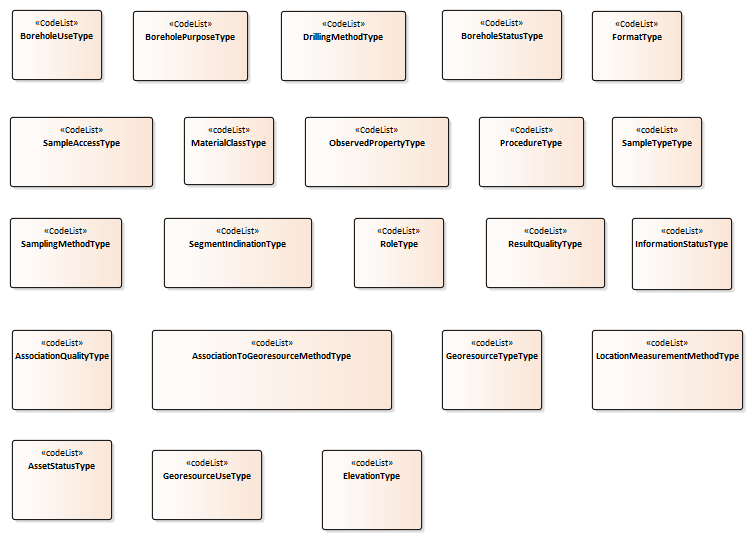 «CodeList» «CodeList» «CodeList» «CodeList» «CodeList»
BoreholeUseType BoreholePurposeType DrillingMethodType BoreholeStatusType FormatType
«CodeList» «codeList» «CodeList» «CodeList» «CodeList»
SampleAccessType MaterialClassType ObservedPropertyType ProcedureType SampleTypeType
«CodeList» «CodeList» «CodeList» «CodeList» «codeList»
SamplingMethodType SegmentInclinationType RoleType ResultQualityType InformationStatusType
«codeList» «codeList» «codeList» «codeList»
AssociationQualityType AssociationToGeoresourceMethodType GeoresourceTypeType LocationMeasurementMethodType
«codeList» «codeList» «codeList»
AssetStatusType GeoresourceUseType ElevationType